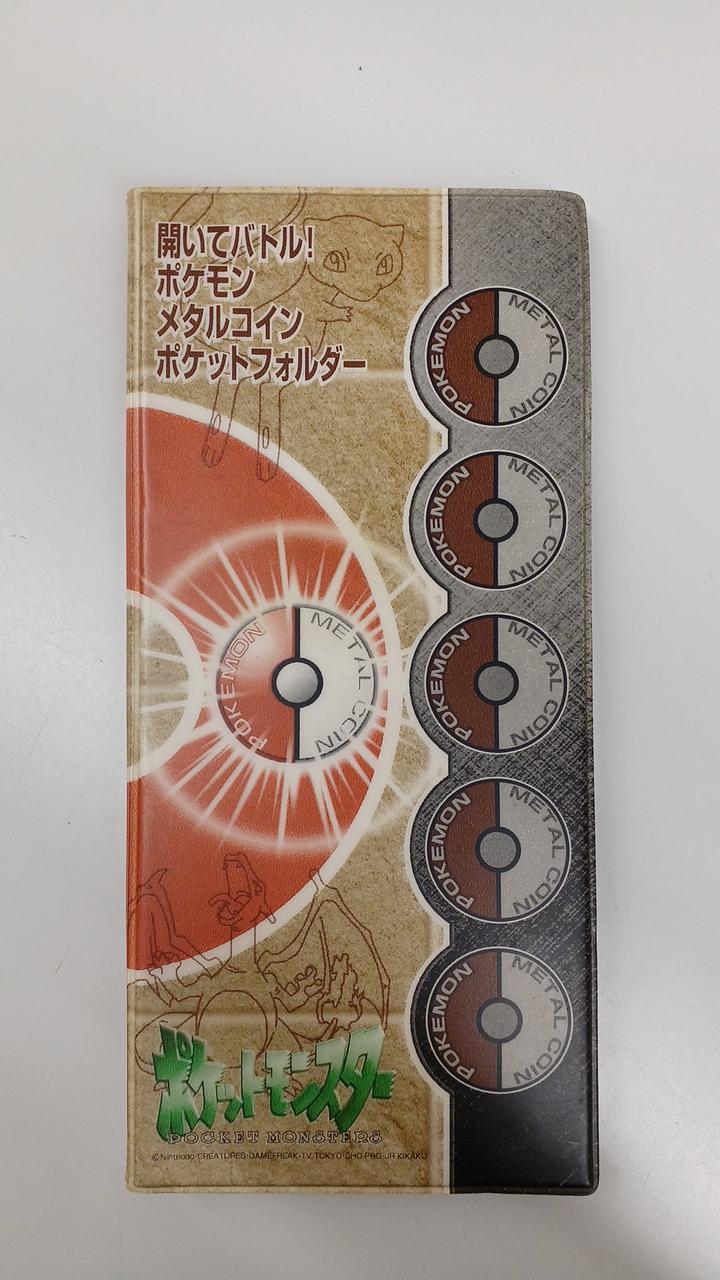 開いてバトル!
ポケモン
メタルコイン
ポケットフォルダー
POKEMON METAL COIN
POKEMON METAL COIN
POKEMON METAL COIN
POKEMON METAL COIN
POKEMON METAL COIN
POKEMON METAL COIN
ポケットモンスター
POCKET MONSTERS
©Nintendo・CREATURES・GAMEFREAK・TV TOKYO・SHO-PRO・JR KIKAKU